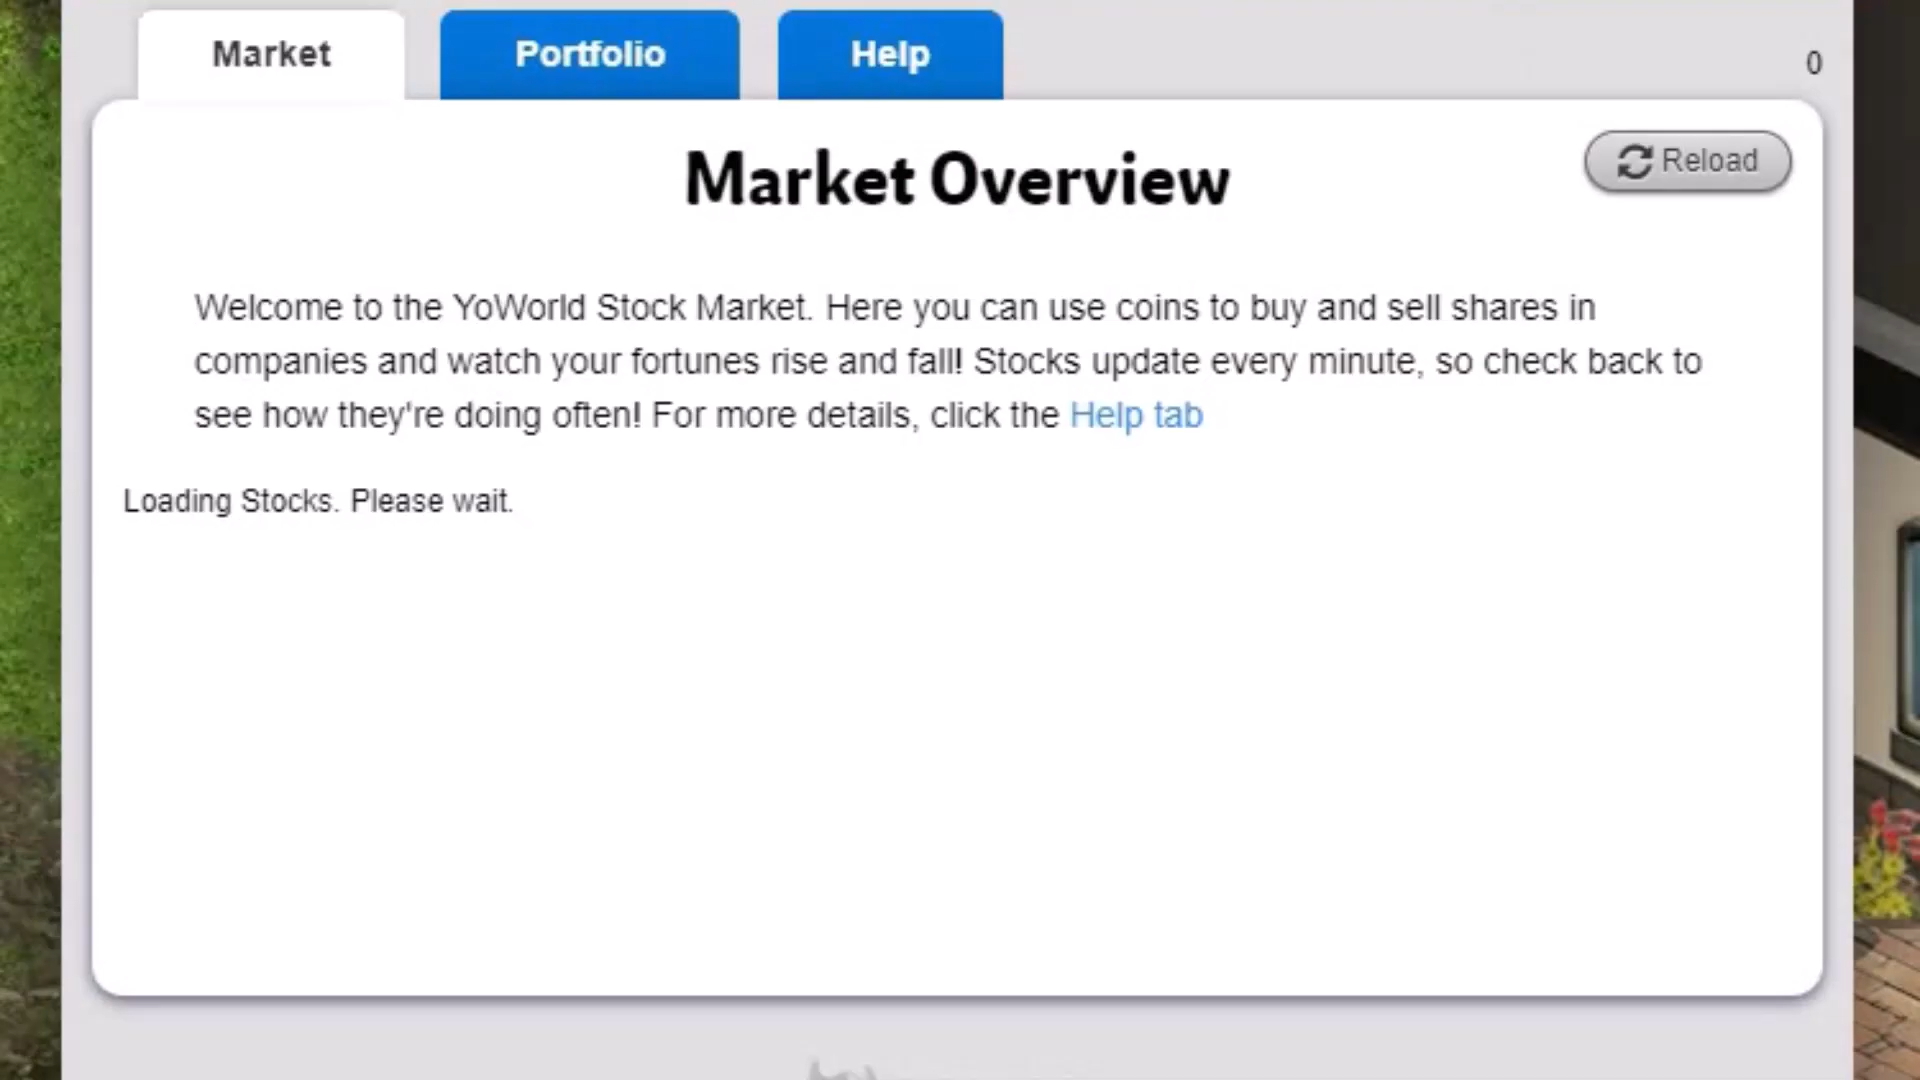 Market
Portfolio
Help
0
Market Overview
Reload
Welcome to the YoWorld Stock Market. Here you can use coins to buy and sell shares in
companies and watch your fortunes rise and fall! Stocks update every minute, so check back to
see how they're doing often! For more details, click the Help tab
Loading Stocks. Please wait.